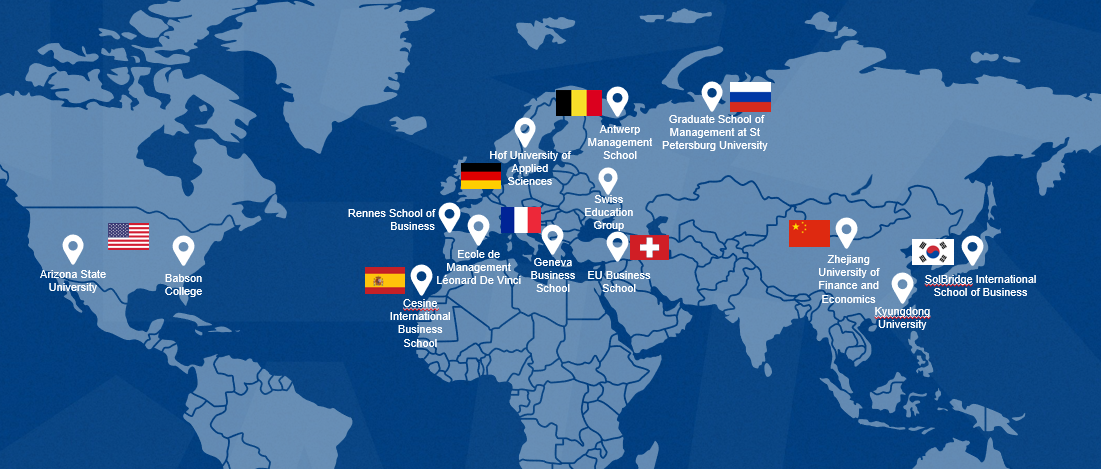 Antwerp
Management
School
Graduate School of
Management at St
Petersburg University
Hof University of
Applied
Sciences
Swiss
Education
Group
Rennes School of
Business
Ecole de
Management
Léonard De Vinci
Geneva
Business
School
EU Business
School
Arizona State
University
Babson
College
Cesine
International
Business
School
Zhejiang
University of
Finance and
Economics
SolBridge International
School of Business
Kyungdong
University